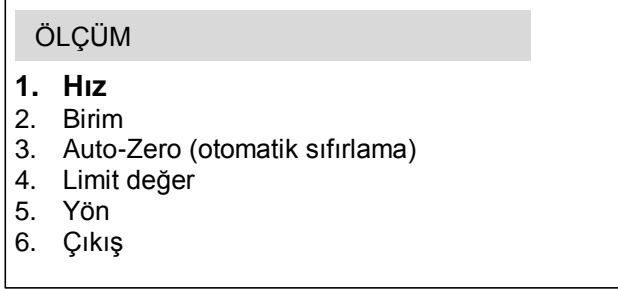 ÖLÇÜM
1. Hız
2. Birim
3. Auto-Zero (otomatik sıfırlama)
4. Limit değer
5. Yön
6. Çıkış